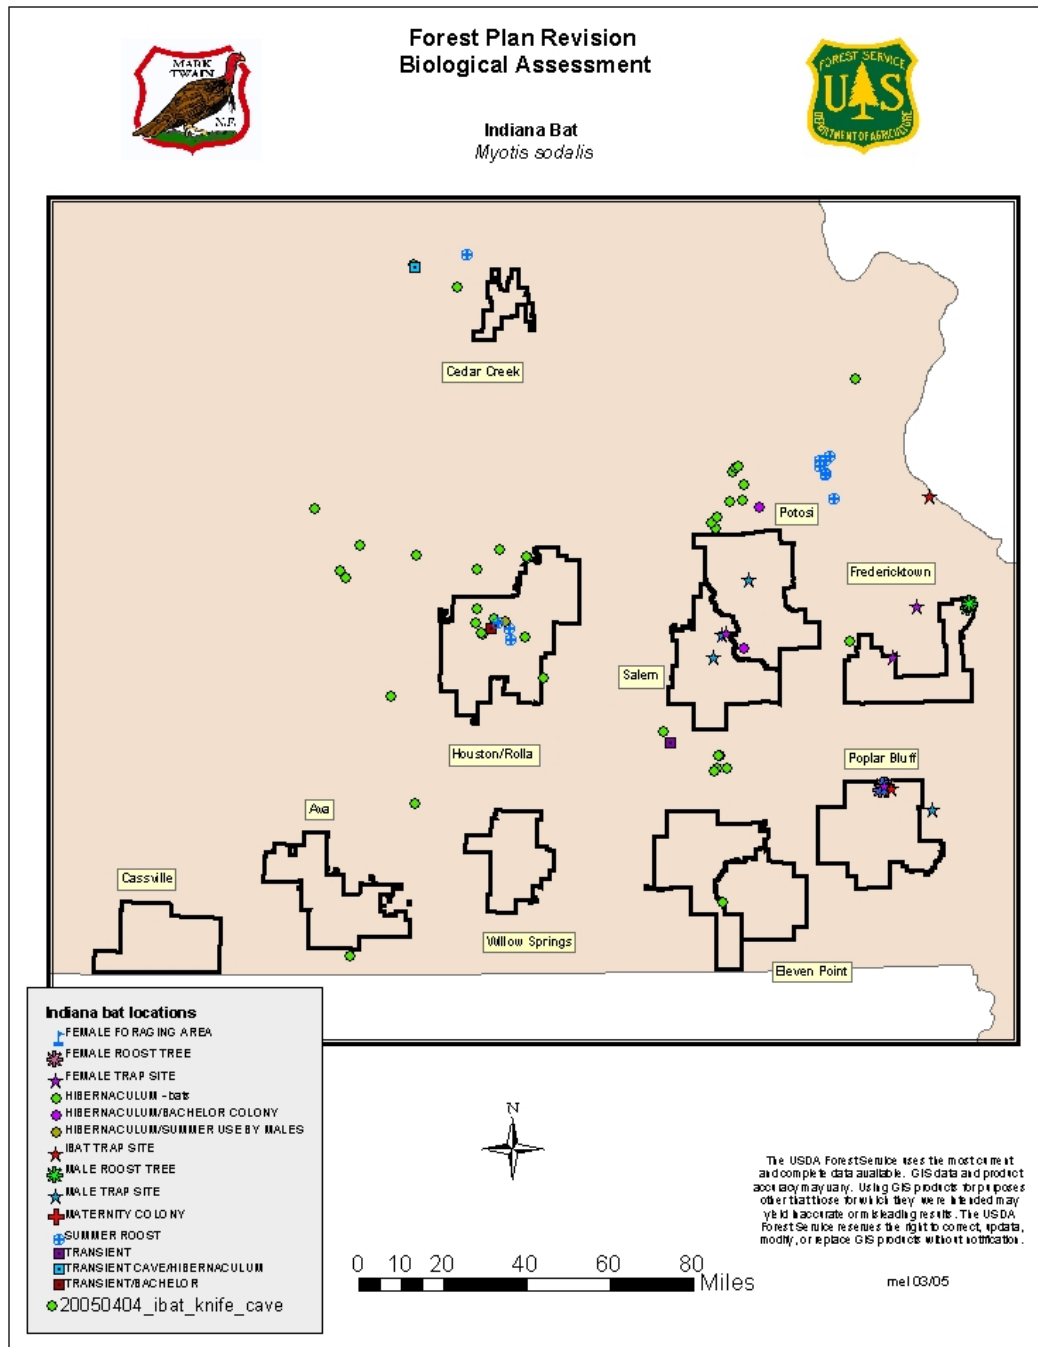 Forest Plan Revision
Biological Assessment
MARK
TWAIN
N.F.
FOREST SERVICE
U S
DEPARTMENT OF AGRICULTURE
Indiana Bat
Myotis sodalis
Cedar Creek
Potosi
Fredericktown
Salem
Houston/Rolla
Poplar Bluff
Ava
Cassville
Willow Springs
Eleven Point
Indiana bat locations
FEMALE FORAGING AREA
FEMALE ROOST TREE
FEMALE TRAP SITE
HIBERNACULUM - bats
HIBERNACULUM/BACHELOR COLONY
HIBERNACULUM/SUMMER USE BY MALES
IBAT TRAP SITE
MALE ROOST TREE
MALE TRAP SITE
MATERNITY COLONY
SUMMER ROOST
TRANSIENT
TRANSIENT CAVE/HIBERNACULUM
TRANSIENT/BACHELOR
20050404_ibat_knife_cave
N
0 5 10 20 40 60 80 Miles
The USDA Forest Service uses the most current
and complete data available. GIS data and product
accuracy may vary. Using GIS products for purposes
other that those for which they were intended may
yield inaccurate or misleading results. The USDA
Forest Service reserves the right to correct, update,
modify, or replace GIS products without notification.
mel 03/05